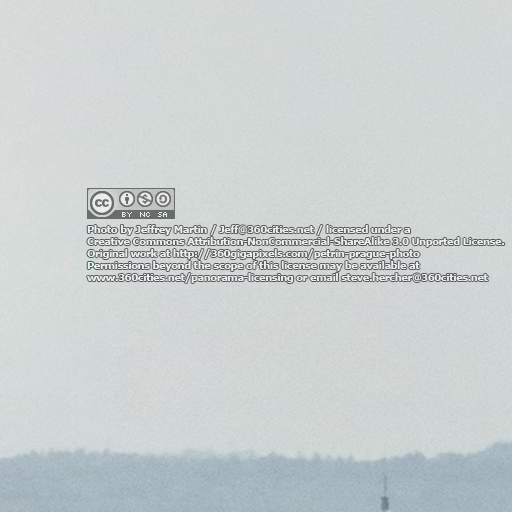 cc BY NC SA
Photo by Jeffrey Martin / Jeff@360cities.net / licensed under a
Creative Commons Attribution-NonCommercial-ShareAlike 3.0 Unported License.
Original work at http://360gigapixels.com/petrin-prague-photo
Permissions beyond the scope of this license may be available at
www.360cities.net/panorama-licensing or email steve.hercher@360cities.net